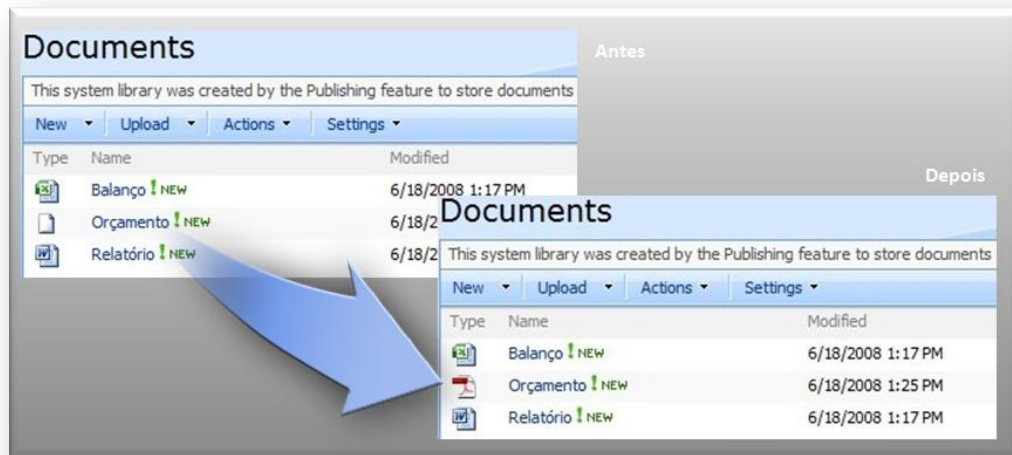 Documents
Antes
This system library was created by the Publishing feature to store documents
New Upload Actions Settings
Type Name Modified
Balanço ! NEW 6/18/2008 1:17 PM
Orçamento ! NEW 6/18/2
Relatório ! NEW 6/18/2
Depois
Documents
This system library was created by the Publishing feature to store documents
New Upload Actions Settings
Type Name Modified
Balanço ! NEW 6/18/2008 1:17 PM
Orçamento ! NEW 6/18/2008 1:25 PM
Relatório ! NEW 6/18/2008 1:17 PM